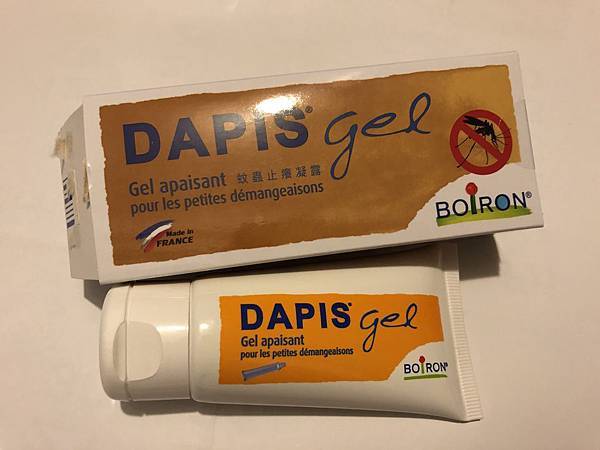 DAPIS® gel
Gel apaisant 蚊蟲止癢凝露
pour les petites démangeaisons
Made in
FRANCE
BOIRON®
DAPIS® gel
Gel apaisant
pour les petites démangeaisons
BOIRON®